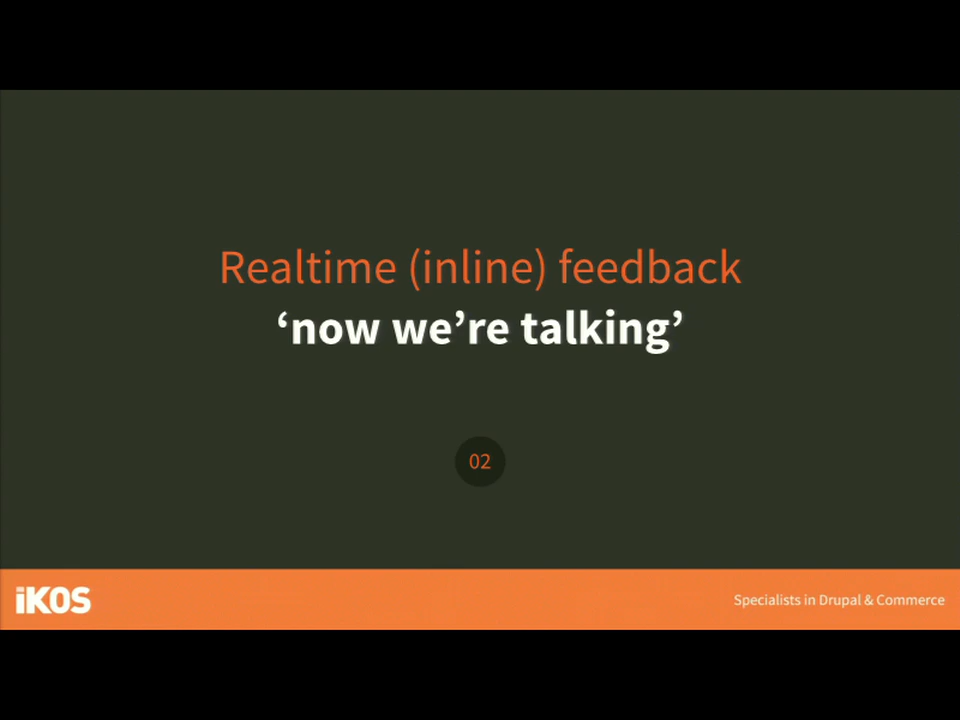 Realtime (inline) feedback
‘now we’re talking’
02
iKOS
Specialists in Drupal & Commerce